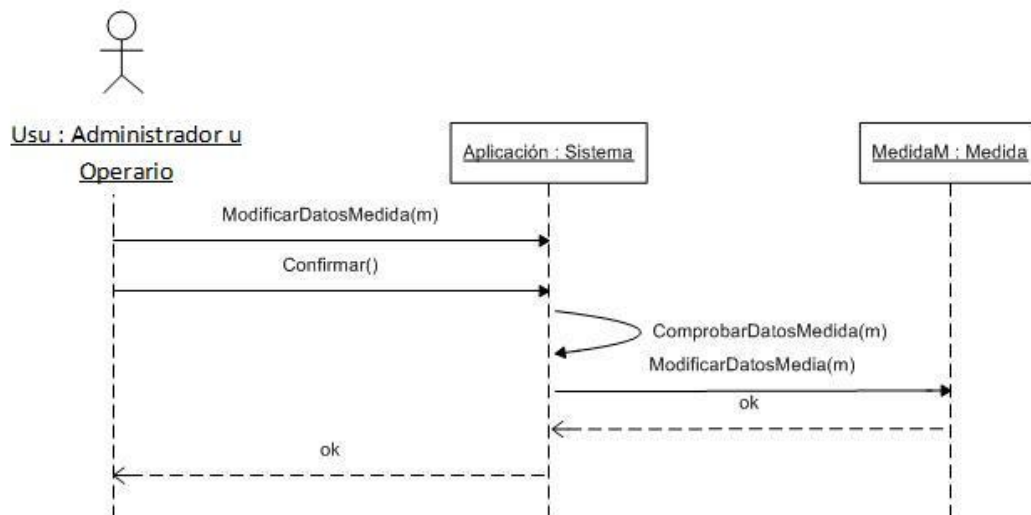 Usu : Administrador u
Operario
Aplicación : Sistema
MedidaM : Medida
ModificarDatosMedida(m)
Confirmar()
ComprobarDatosMedida(m)
ModificarDatosMedia(m)
ok
ok